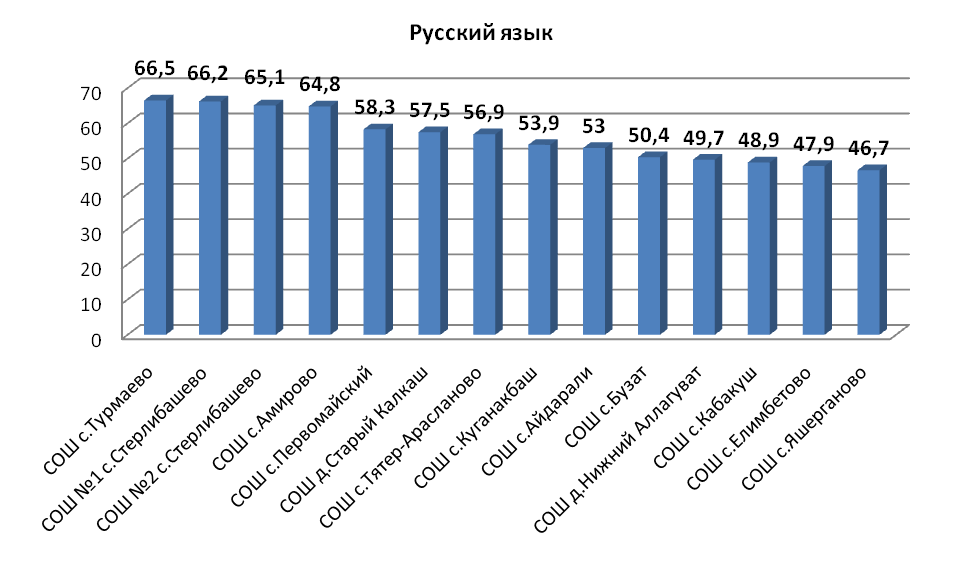 Русский язык
66,5
66,2
65,1
64,8
58,3
57,5
56,9
53,9
53
50,4
49,7
48,9
47,9
46,7
70
60
50
40
30
20
10
0
СОШ с.Турмаево
СОШ №1 с.Стерлибашево
СОШ №2 с.Стерлибашево
СОШ с.Амирово
СОШ с.Первомайский
СОШ д.Старый Калкаш
СОШ с.Тятер-Арасланово
СОШ с.Куганакбаш
СОШ с.Айдарали
СОШ с.Бузат
СОШ д.Нижний Аллагуват
СОШ с.Кабакуш
СОШ с.Елимбетово
СОШ с.Яшерганово